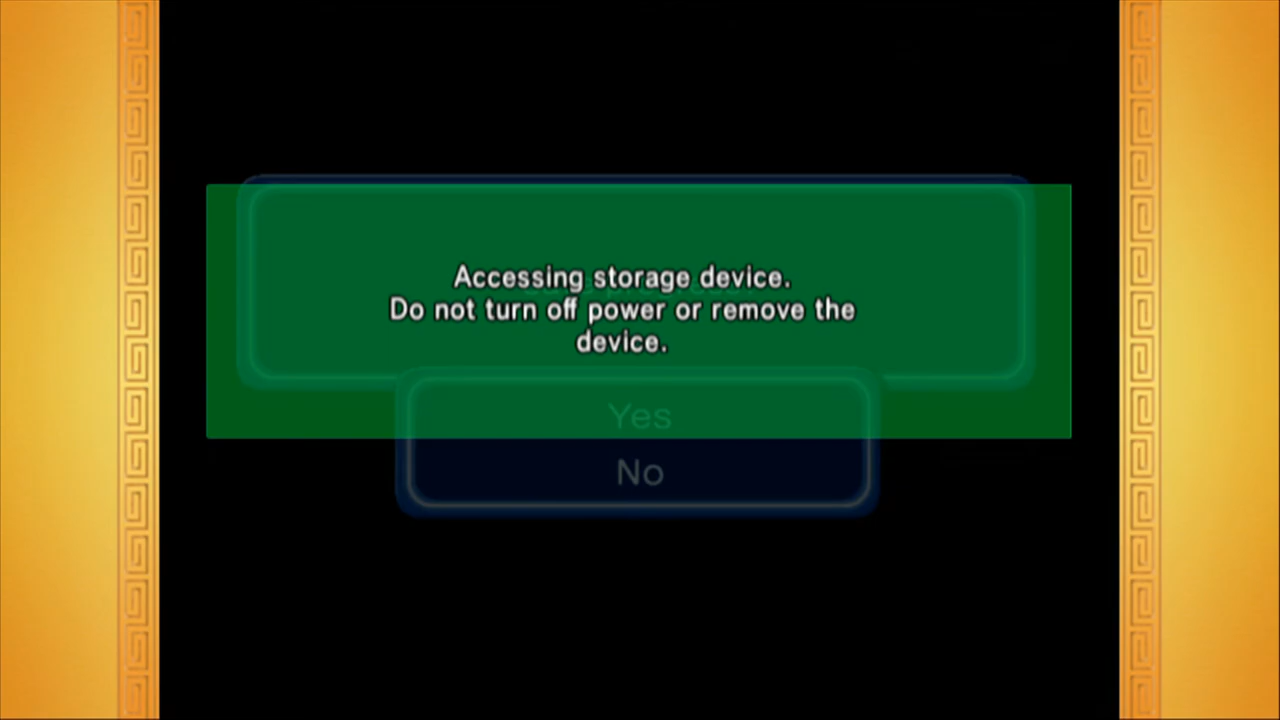 Accessing storage device.
Do not turn off power or remove the
device.
Yes
No